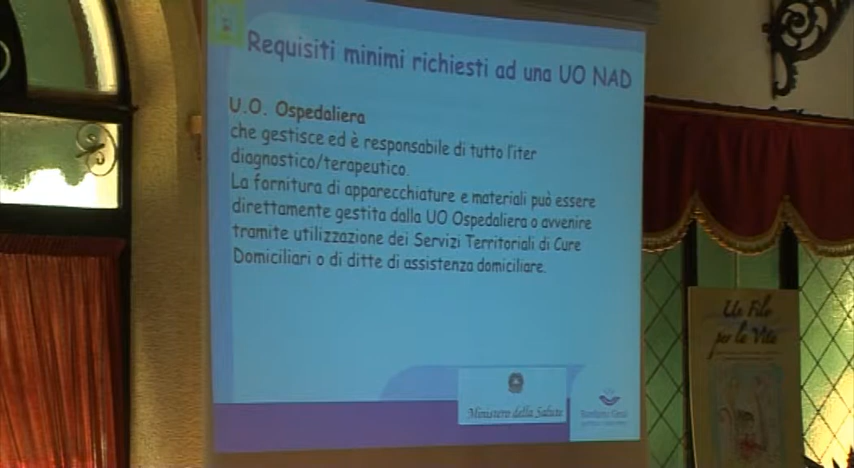 Requisiti minimi richiesti ad una UO NAD
U.O. Ospedaliera
che gestisce ed è responsabile di tutto l'iter
diagnostico/terapeutico.
La fornitura di apparecchiature e materiali può essere
direttamente gestita dalla UO Ospedaliera o avvenire
tramite utilizzazione dei Servizi Territoriali di Cure
Domiciliari o di ditte di assistenza domiciliare.
Ministero della Salute
Bambino Gesù
Un Filo
per la Vita